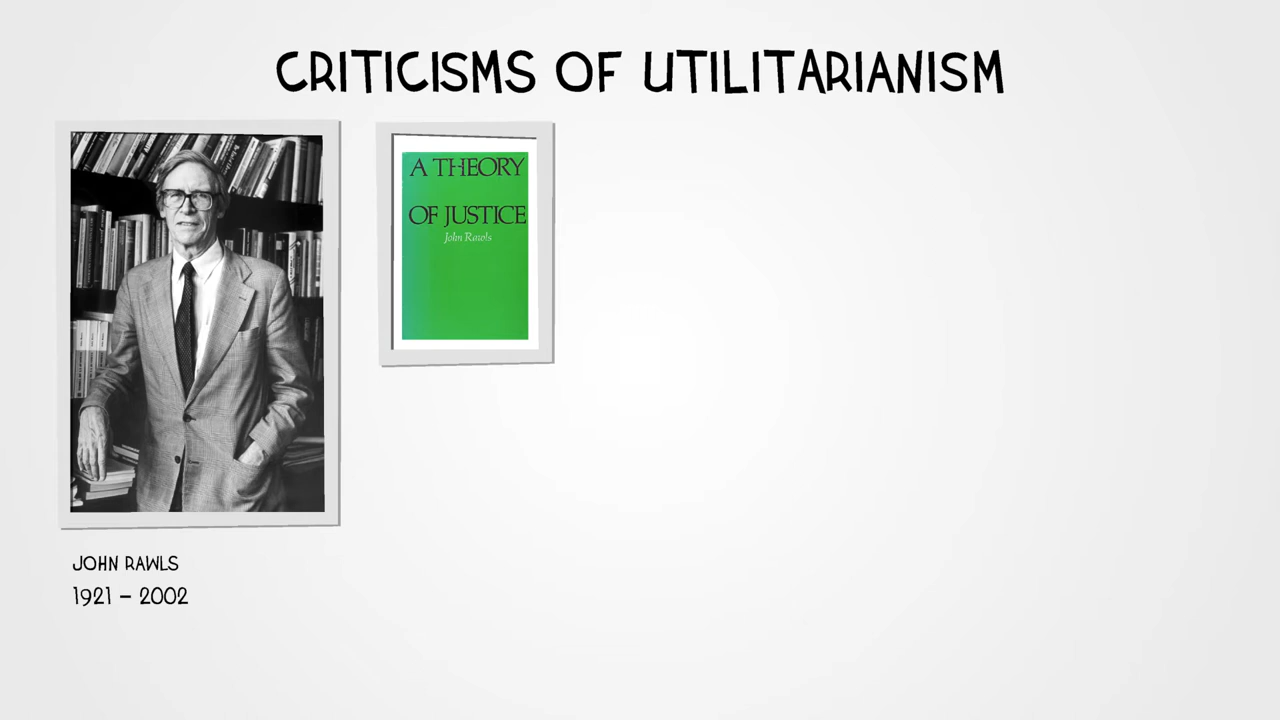 CRITICISMS OF UTILITARIANISM
A THEORY
OF JUSTICE
John Rawls
JOHN RAWLS
1921 – 2002